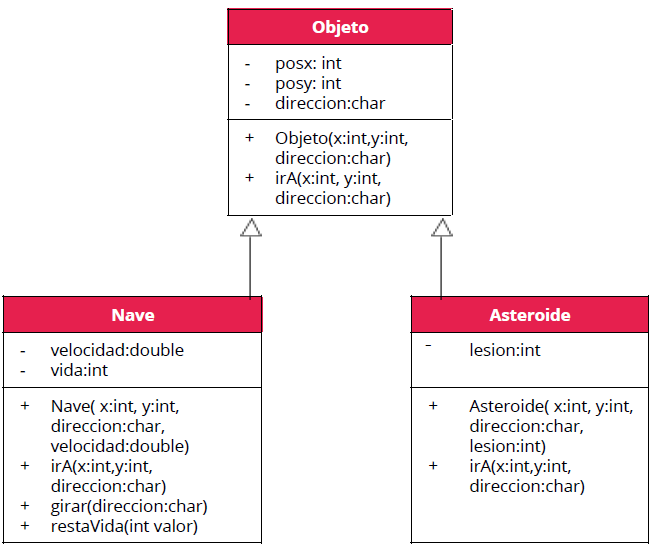 Objeto
- posx: int
- posy: int
- direccion:char
+ Objeto(x:int,y:int,
direccion:char)
+ irA(x:int, y:int,
direccion:char)
Nave
- velocidad:double
- vida:int
+ Nave( x:int, y:int,
direccion:char,
velocidad:double)
+ irA(x:int,y:int,
direccion:char)
+ girar(direccion:char)
+ restaVida(int valor)
Asteroide
- lesion:int
+ Asteroide( x:int, y:int,
direccion:char,
lesion:int)
+ irA(x:int,y:int,
direccion:char)